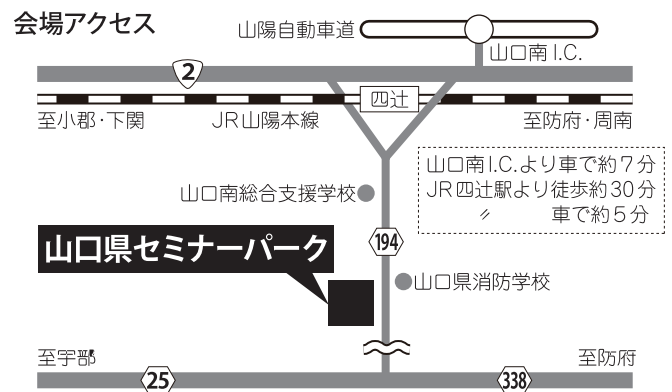 会場アクセス
山陽自動車道
山口南I.C.
2
四辻
至小郡・下関
JR山陽本線
至防府・周南
山口南I.C.より車で約7分
JR四辻駅より徒歩約30分
〃 車で約5分
山口南総合支援学校
194
山口県セミナーパーク
山口県消防学校
至宇部
至防府
25
338